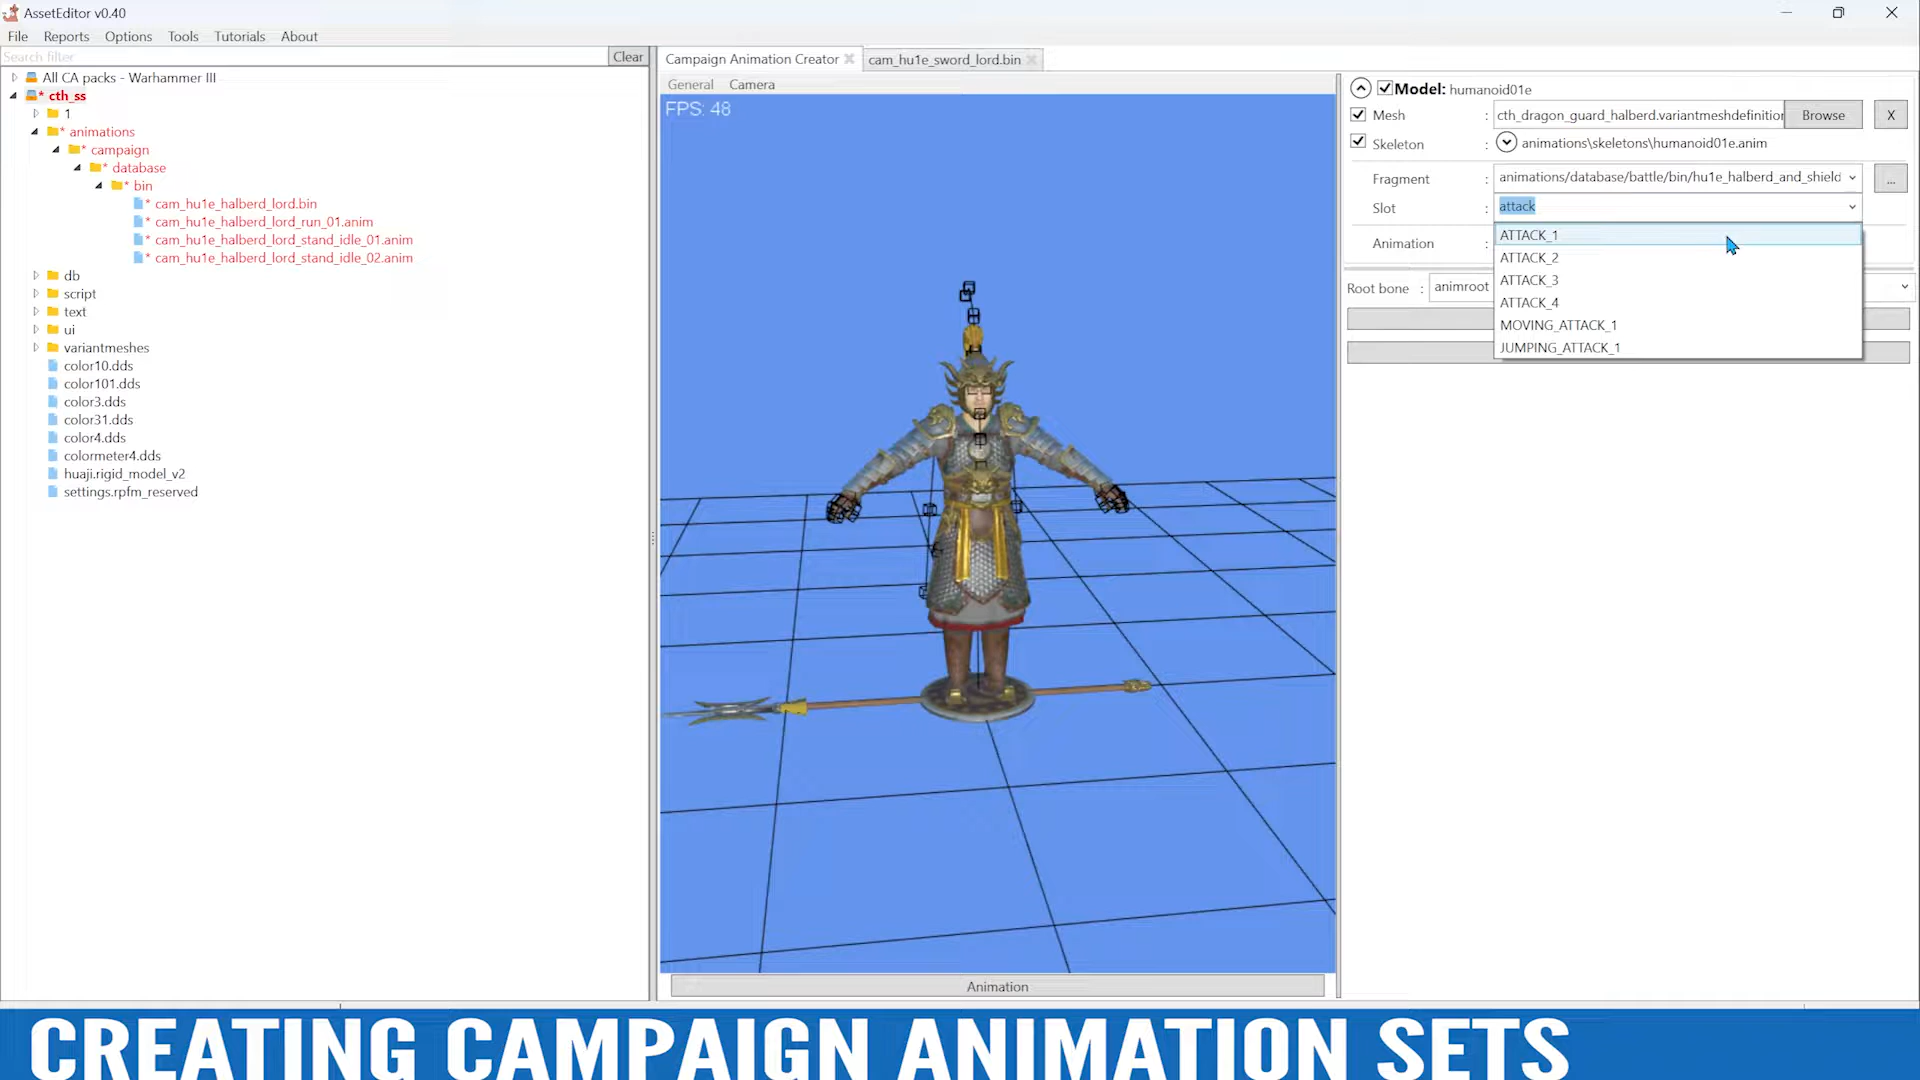 AssetEditor v0.40
File Reports Options Tools Tutorials About
Search filter
Clear
All CA packs - Warhammer III
* cth_ss
1
* animations
* campaign
* database
* bin
* cam_hu1e_halberd_lord.bin
* cam_hu1e_halberd_lord_run_01.anim
* cam_hu1e_halberd_lord_stand_idle_01.anim
* cam_hu1e_halberd_lord_stand_idle_02.anim
db
script
text
ui
variantmeshes
color10.dds
color101.dds
color3.dds
color31.dds
color4.dds
colormeter4.dds
huaji.rigid_model_v2
settings.rpfm_reserved
Campaign Animation Creator
cam_hu1e_sword_lord.bin
General Camera
FPS: 48
Animation
Model: humanoid01e
Mesh : cth_dragon_guard_halberd.variantmeshdefinition Browse X
Skeleton : animations\skeletons\humanoid01e.anim
Fragment : animations/database/battle/bin/hu1e_halberd_and_shield ...
Slot : attack
ATTACK_1
Animation :
ATTACK_2
ATTACK_3
Root bone : animroot
ATTACK_4
MOVING_ATTACK_1
JUMPING_ATTACK_1
CREATING CAMPAIGN ANIMATION SETS